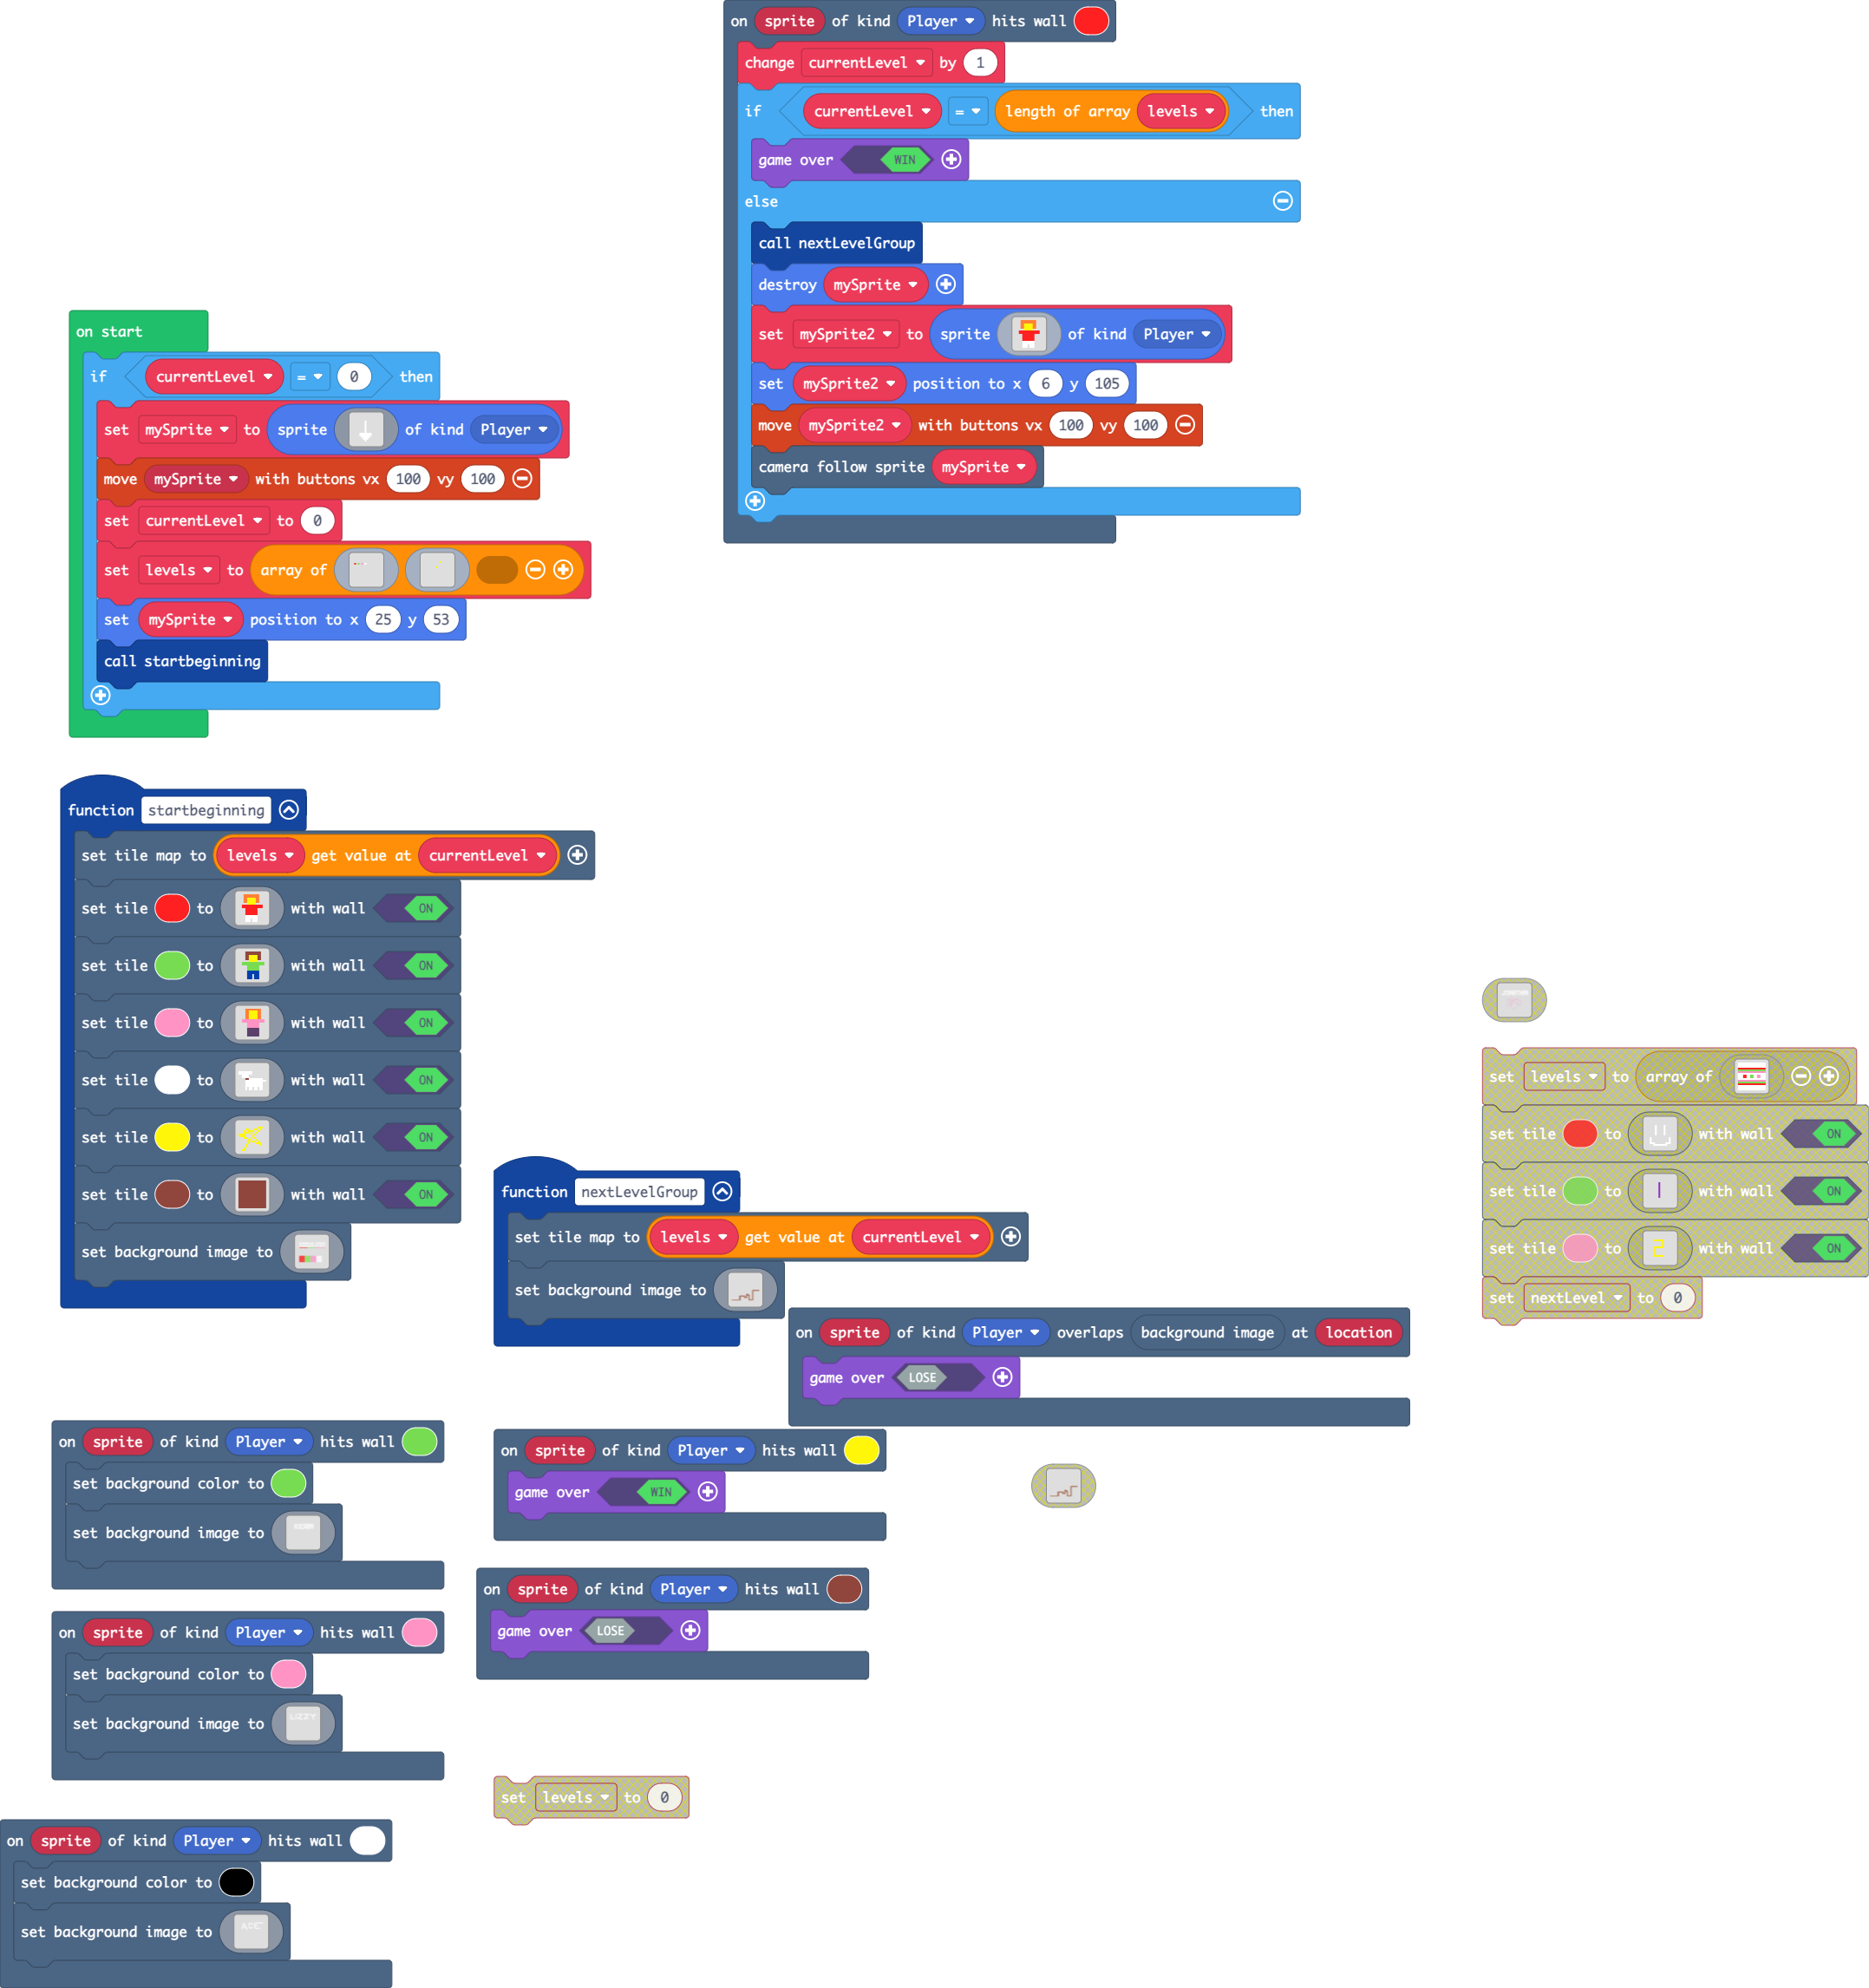 on sprite of kind Player hits wall
change currentLevel by 1
if currentLevel = length of array levels then
game over WIN
else
call nextLevelGroup
destroy mySprite
set mySprite2 to sprite of kind Player
set mySprite2 position to x 6 y 105
move mySprite2 with buttons vx 100 vy 100
camera follow sprite mySprite
on start
if currentLevel = 0 then
set mySprite to sprite of kind Player
move mySprite with buttons vx 100 vy 100
set currentLevel to 0
set levels to array of
set mySprite position to x 25 y 53
call startbeginning
function startbeginning
set tile map to levels get value at currentLevel
set tile to with wall ON
set tile to with wall ON
set tile to with wall ON
set tile to with wall ON
set tile to with wall ON
set tile to with wall ON
set background image to
function nextLevelGroup
set tile map to levels get value at currentLevel
set background image to
on sprite of kind Player overlaps background image at location
game over LOSE
set levels to array of
set tile to with wall ON
set tile to with wall ON
set tile to 2 with wall ON
set nextLevel to 0
on sprite of kind Player hits wall
set background color to
set background image to
on sprite of kind Player hits wall
game over WIN
on sprite of kind Player hits wall
game over LOSE
on sprite of kind Player hits wall
set background color to
set background image to LIZZY
set levels to 0
on sprite of kind Player hits wall
set background color to
set background image to ACE